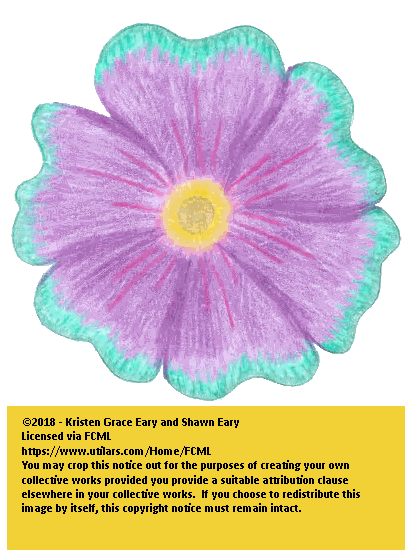 ©2018 - Kristen Grace Eary and Shawn Eary
Licensed via FCML
https://www.utilars.com/Home/FCML
You may crop this notice out for the purposes of creating your own
collective works provided you provide a suitable attribution clause
elsewhere in your collective works.  If you choose to redistribute this
image by itself, this copyright notice must remain intact.